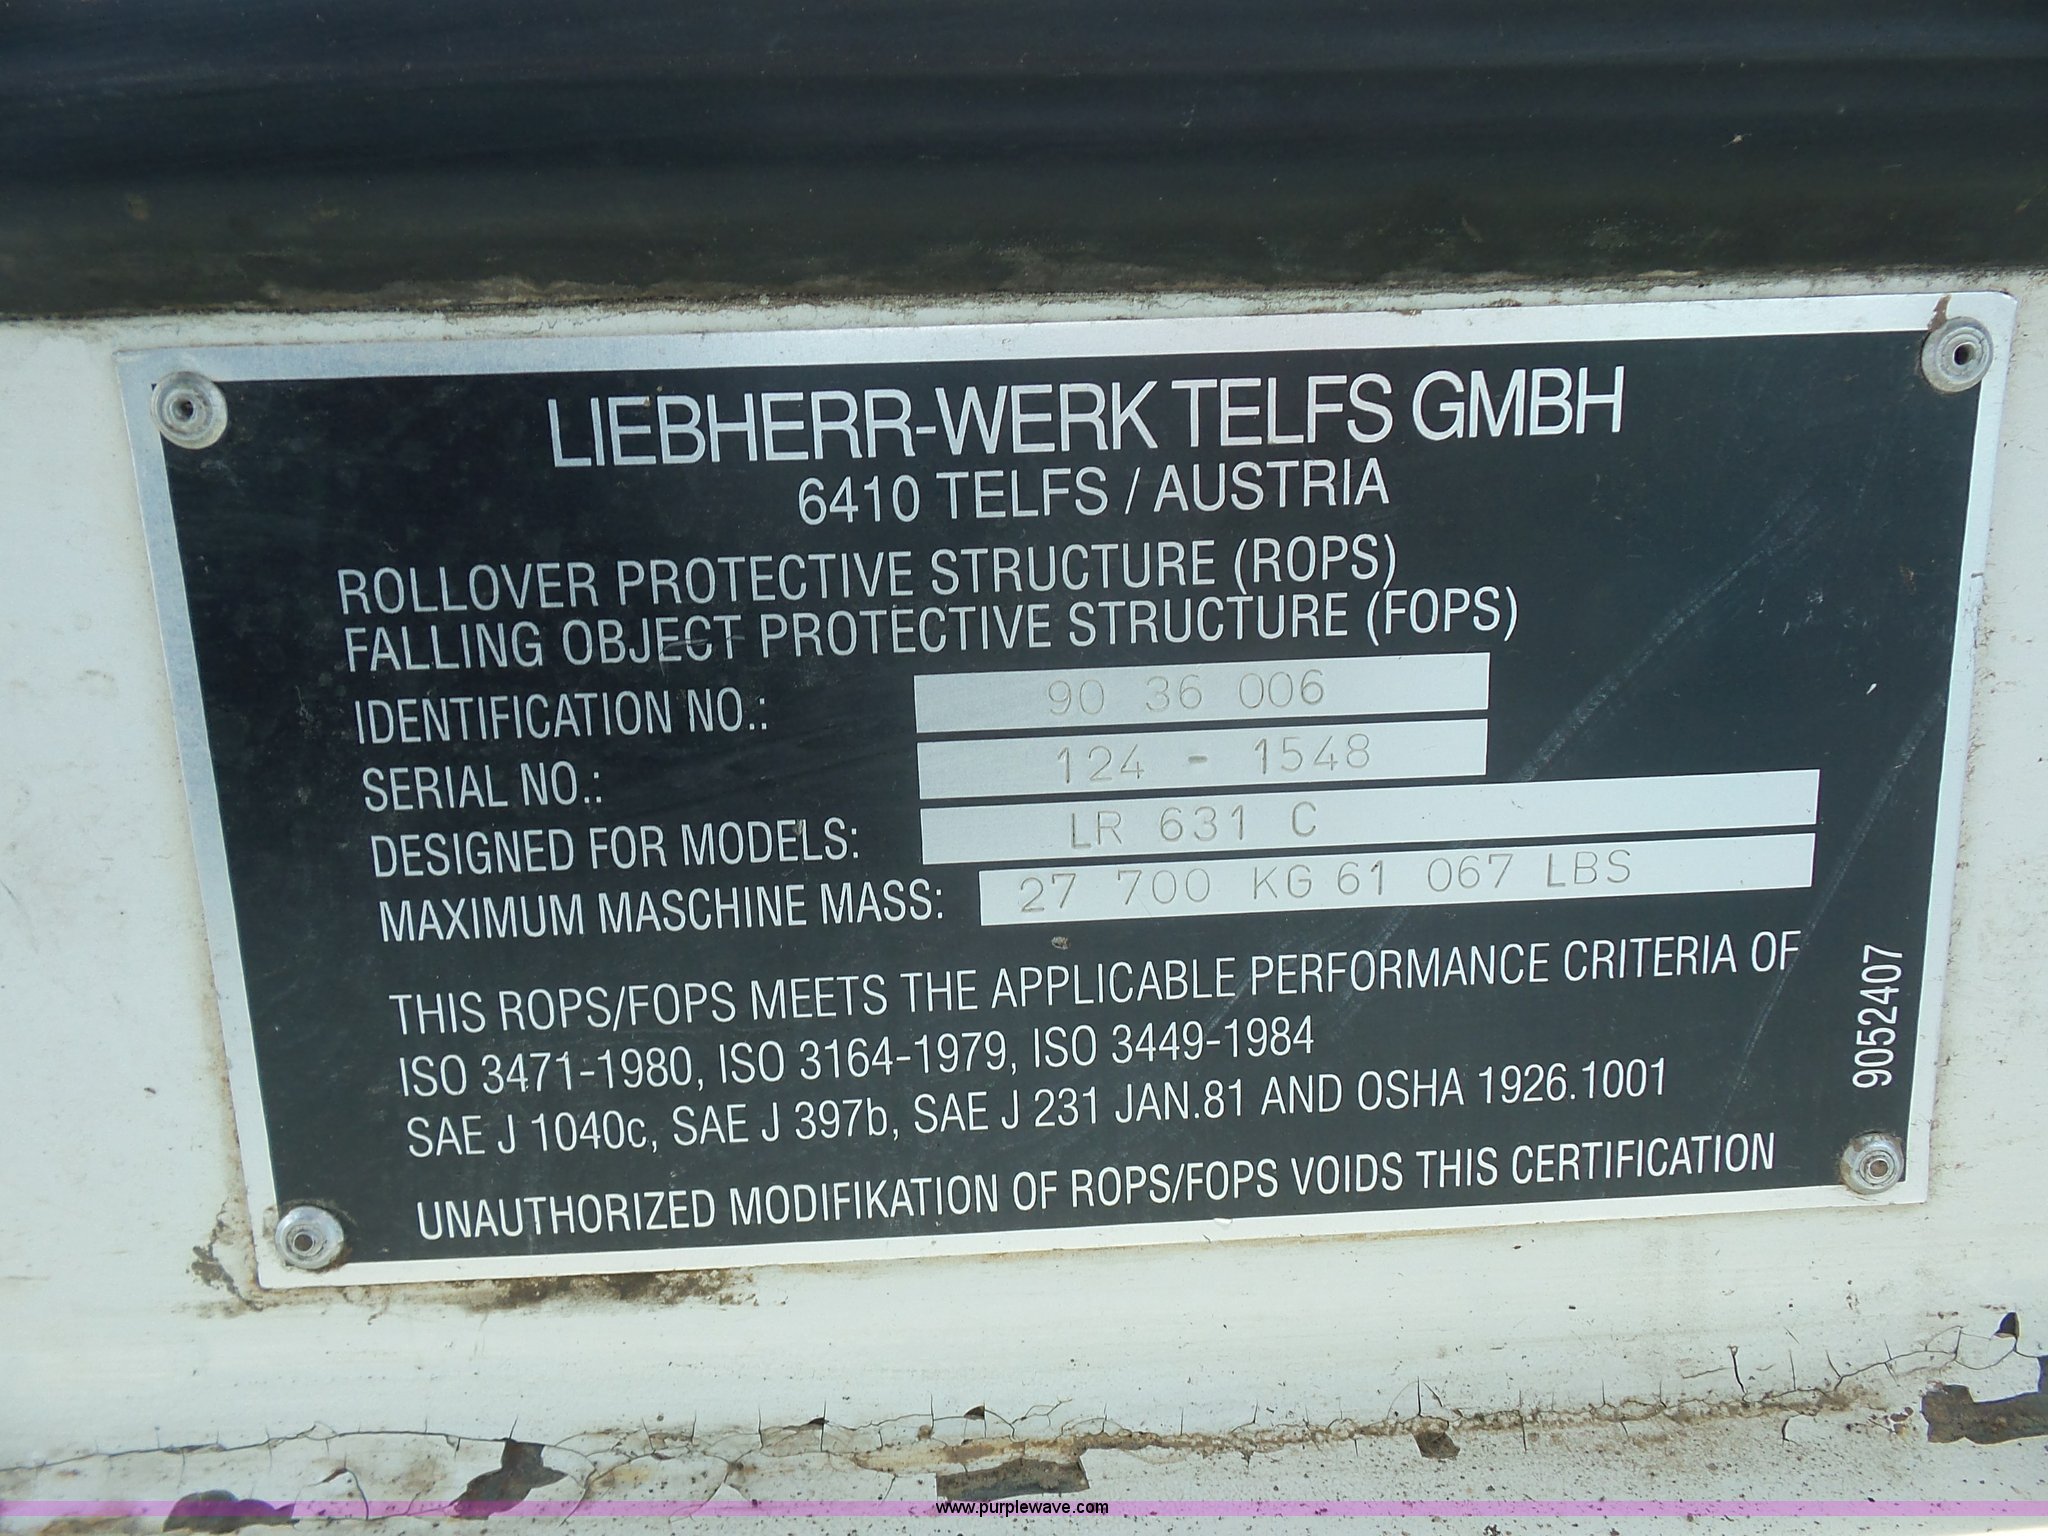 LIEBHERR-WERK TELFS GMBH
6410 TELFS / AUSTRIA
ROLLOVER PROTECTIVE STRUCTURE (ROPS)
FALLING OBJECT PROTECTIVE STRUCTURE (FOPS)
IDENTIFICATION NO.: 90 36 006
SERIAL NO.: 124 - 1548
DESIGNED FOR MODELS: LR 631 C
MAXIMUM MASCHINE MASS: 27 700 KG 61 067 LBS
THIS ROPS/FOPS MEETS THE APPLICABLE PERFORMANCE CRITERIA OF
ISO 3471-1980, ISO 3164-1979, ISO 3449-1984
SAE J 1040c, SAE J 397b, SAE J 231 JAN.81 AND OSHA 1926.1001
UNAUTHORIZED MODIFIKATION OF ROPS/FOPS VOIDS THIS CERTIFICATION
9052407
www.purplewave.com